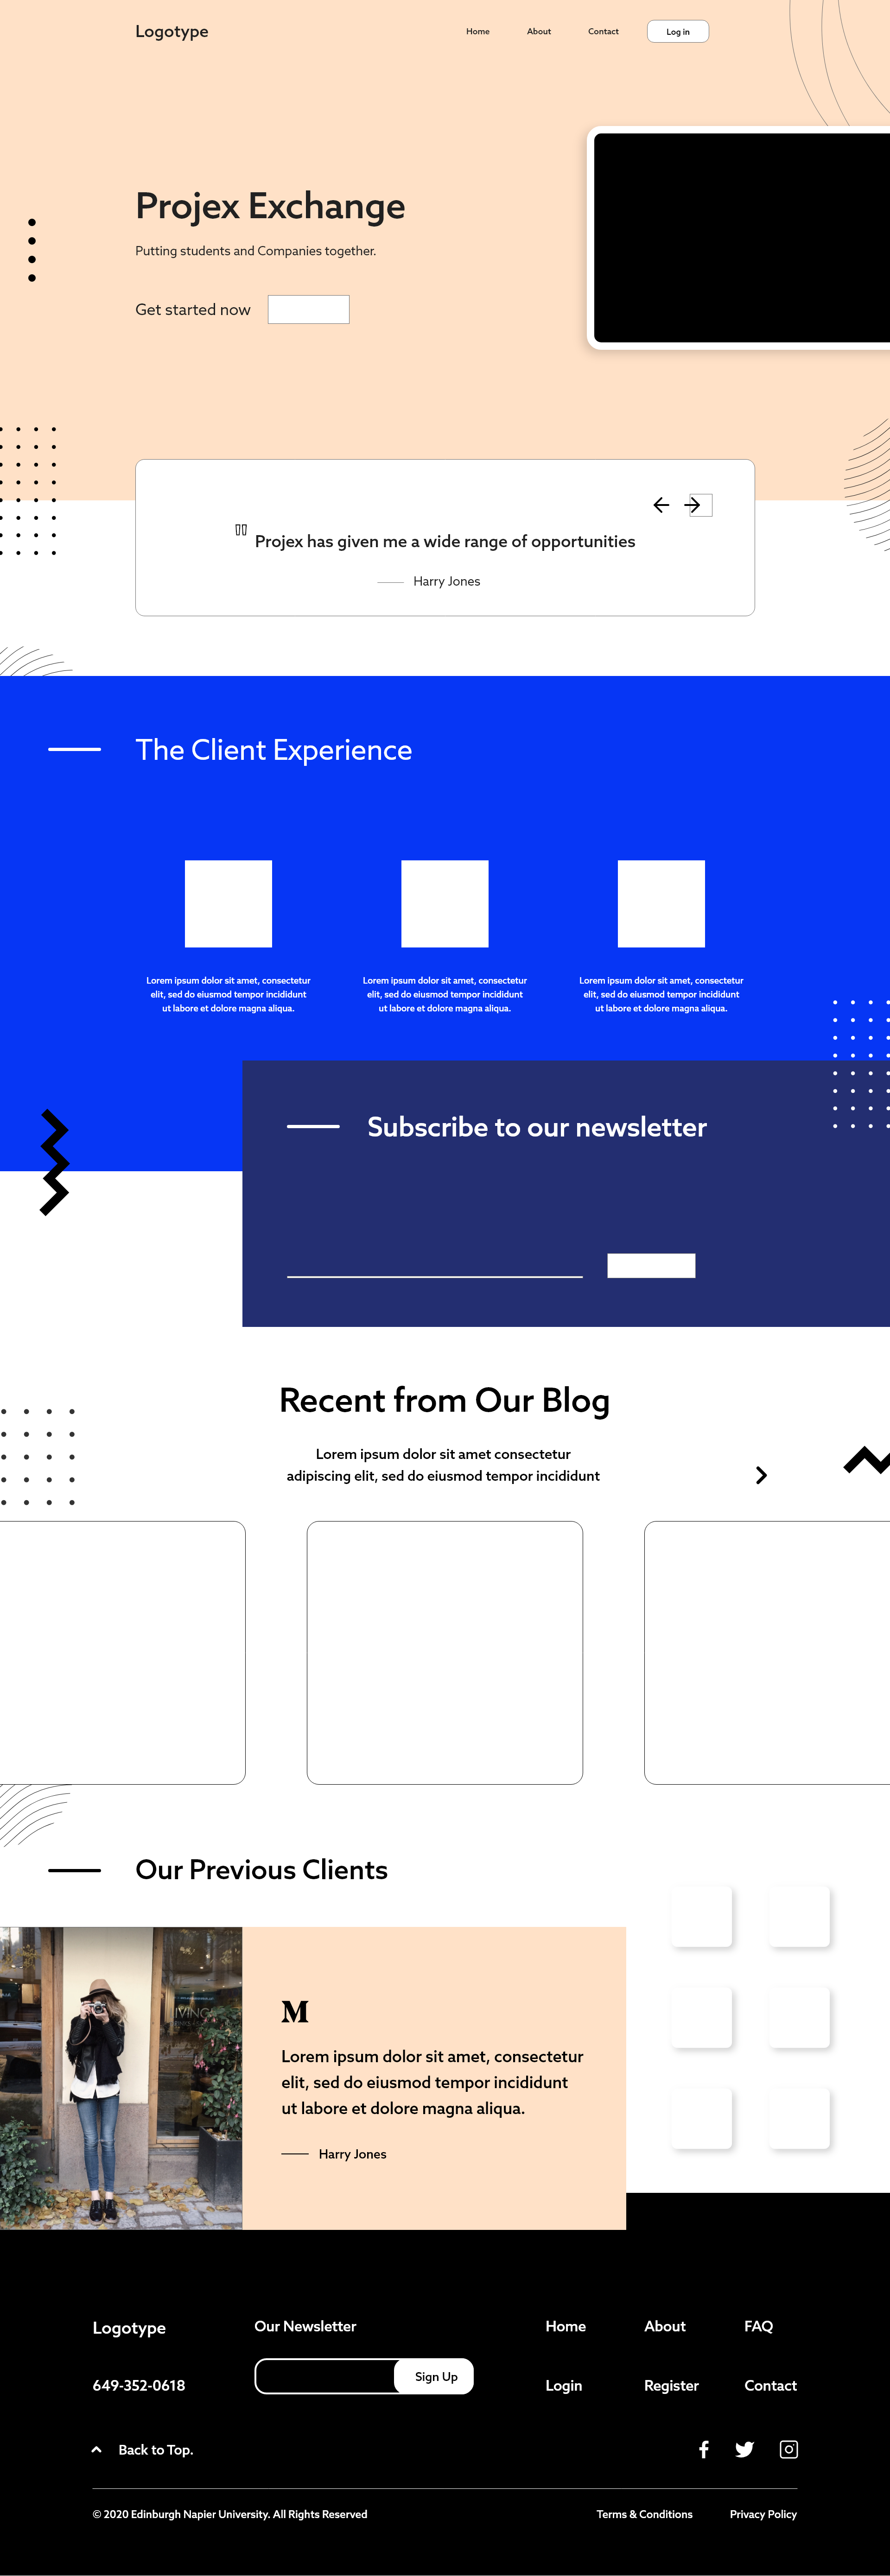 Logotype
Home About Contact Log in
Projex Exchange
Putting students and Companies together.
Get started now
" Projex has given me a wide range of opportunities
Harry Jones
The Client Experience
Lorem ipsum dolor sit amet, consectetur
elit, sed do eiusmod tempor incididunt
ut labore et dolore magna aliqua.
Lorem ipsum dolor sit amet, consectetur
elit, sed do eiusmod tempor incididunt
ut labore et dolore magna aliqua.
Lorem ipsum dolor sit amet, consectetur
elit, sed do eiusmod tempor incididunt
ut labore et dolore magna aliqua.
Subscribe to our newsletter
Recent from Our Blog
Lorem ipsum dolor sit amet consectetur
adipiscing elit, sed do eiusmod tempor incididunt
Our Previous Clients
M
Lorem ipsum dolor sit amet, consectetur
elit, sed do eiusmod tempor incididunt
ut labore et dolore magna aliqua.
Harry Jones
Logotype
649-352-0618
Our Newsletter
Sign Up
Home About FAQ
Login Register Contact
Back to Top.
© 2020 Edinburgh Napier University. All Rights Reserved
Terms & Conditions Privacy Policy